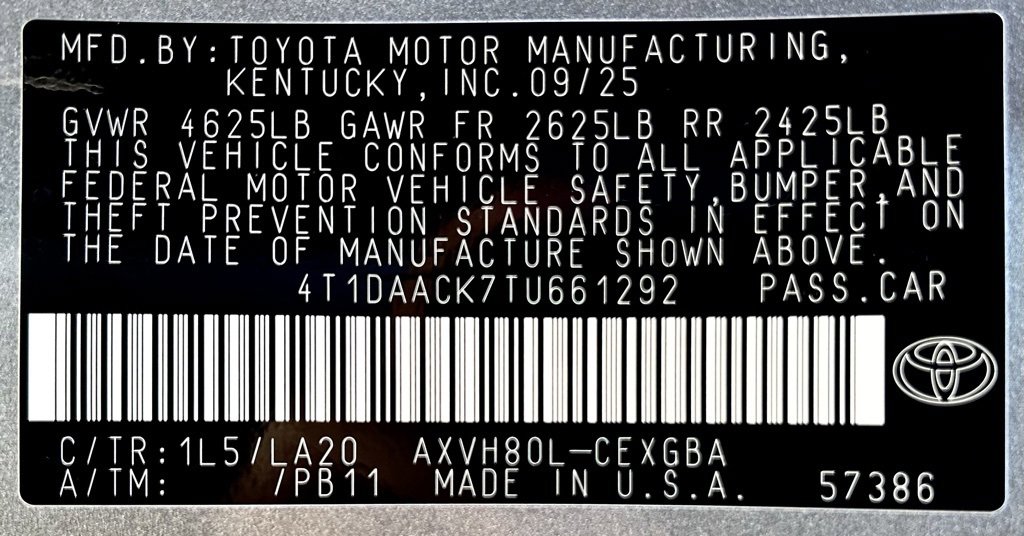 MFD.BY:TOYOTA MOTOR MANUFACTURING,
KENTUCKY,INC.09/25
GVWR 4625LB GAWR FR 2625LB RR 2425LB
THIS VEHICLE CONFORMS TO ALL APPLICABLE
FEDERAL MOTOR VEHICLE SAFETY,BUMPER,AND
THEFT PREVENTION STANDARDS IN EFFECT ON
THE DATE OF MANUFACTURE SHOWN ABOVE.
4T1DAACK7TU661292 PASS.CAR
C/TR:1L5/LA20 AXVH80L-CEXGBA
A/TM: /PB11 MADE IN U.S.A. 57386